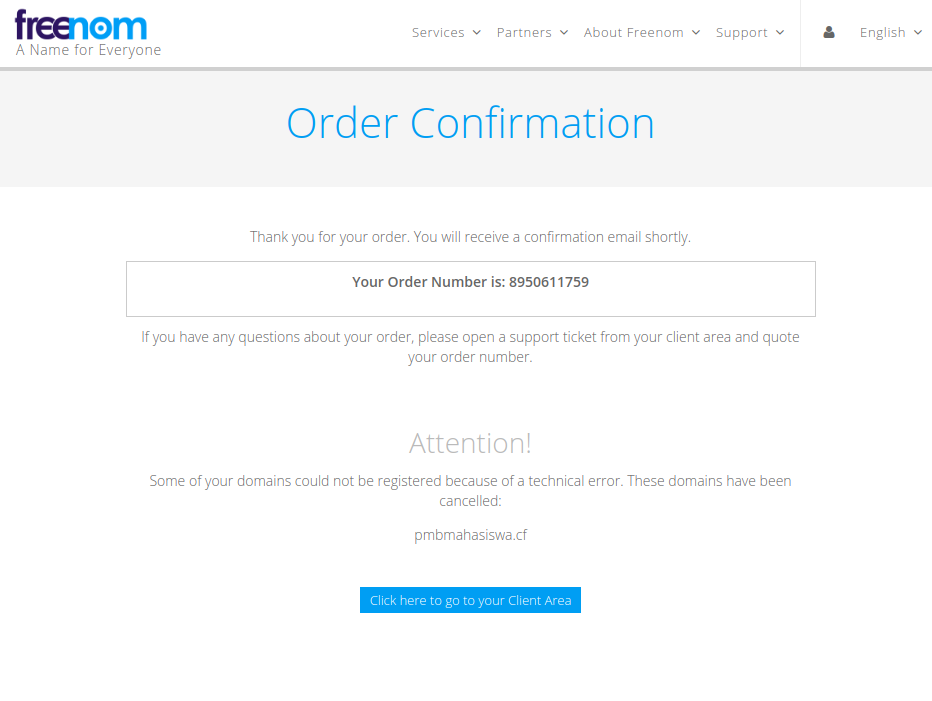 freenom
A Name for Everyone
Services Partners About Freenom Support English
Order Confirmation
Thank you for your order. You will receive a confirmation email shortly.
Your Order Number is: 8950611759
If you have any questions about your order, please open a support ticket from your client area and quote
your order number.
Attention!
Some of your domains could not be registered because of a technical error. These domains have been
cancelled:
pmbmahasiswa.cf
Click here to go to your Client Area